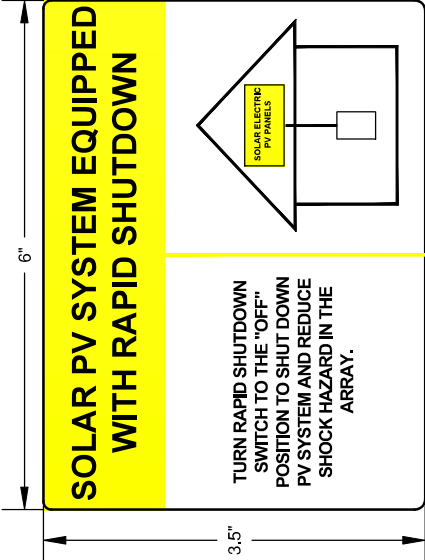 SOLAR PV SYSTEM EQUIPPED
WITH RAPID SHUTDOWN
TURN RAPID SHUTDOWN
SWITCH TO THE "OFF"
POSITION TO SHUT DOWN
PV SYSTEM AND REDUCE
SHOCK HAZARD IN THE
ARRAY.
SOLAR ELECTRIC
PV PANELS
6"
3.5"